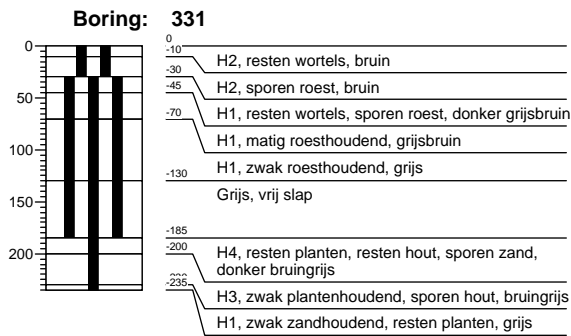 Boring: 331
0
-10
-30
-45
-70
-130
-185
-200
-235
0
50
100
150
200
H2, resten wortels, bruin
H2, sporen roest, bruin
H1, resten wortels, sporen roest, donker grijsbruin
H1, matig roesthoudend, grijsbruin
H1, zwak roesthoudend, grijs
Grijs, vrij slap
H4, resten planten, resten hout, sporen zand,
donker bruingrijs
H3, zwak plantenhoudend, sporen hout, bruingrijs
H1, zwak zandhoudend, resten planten, grijs